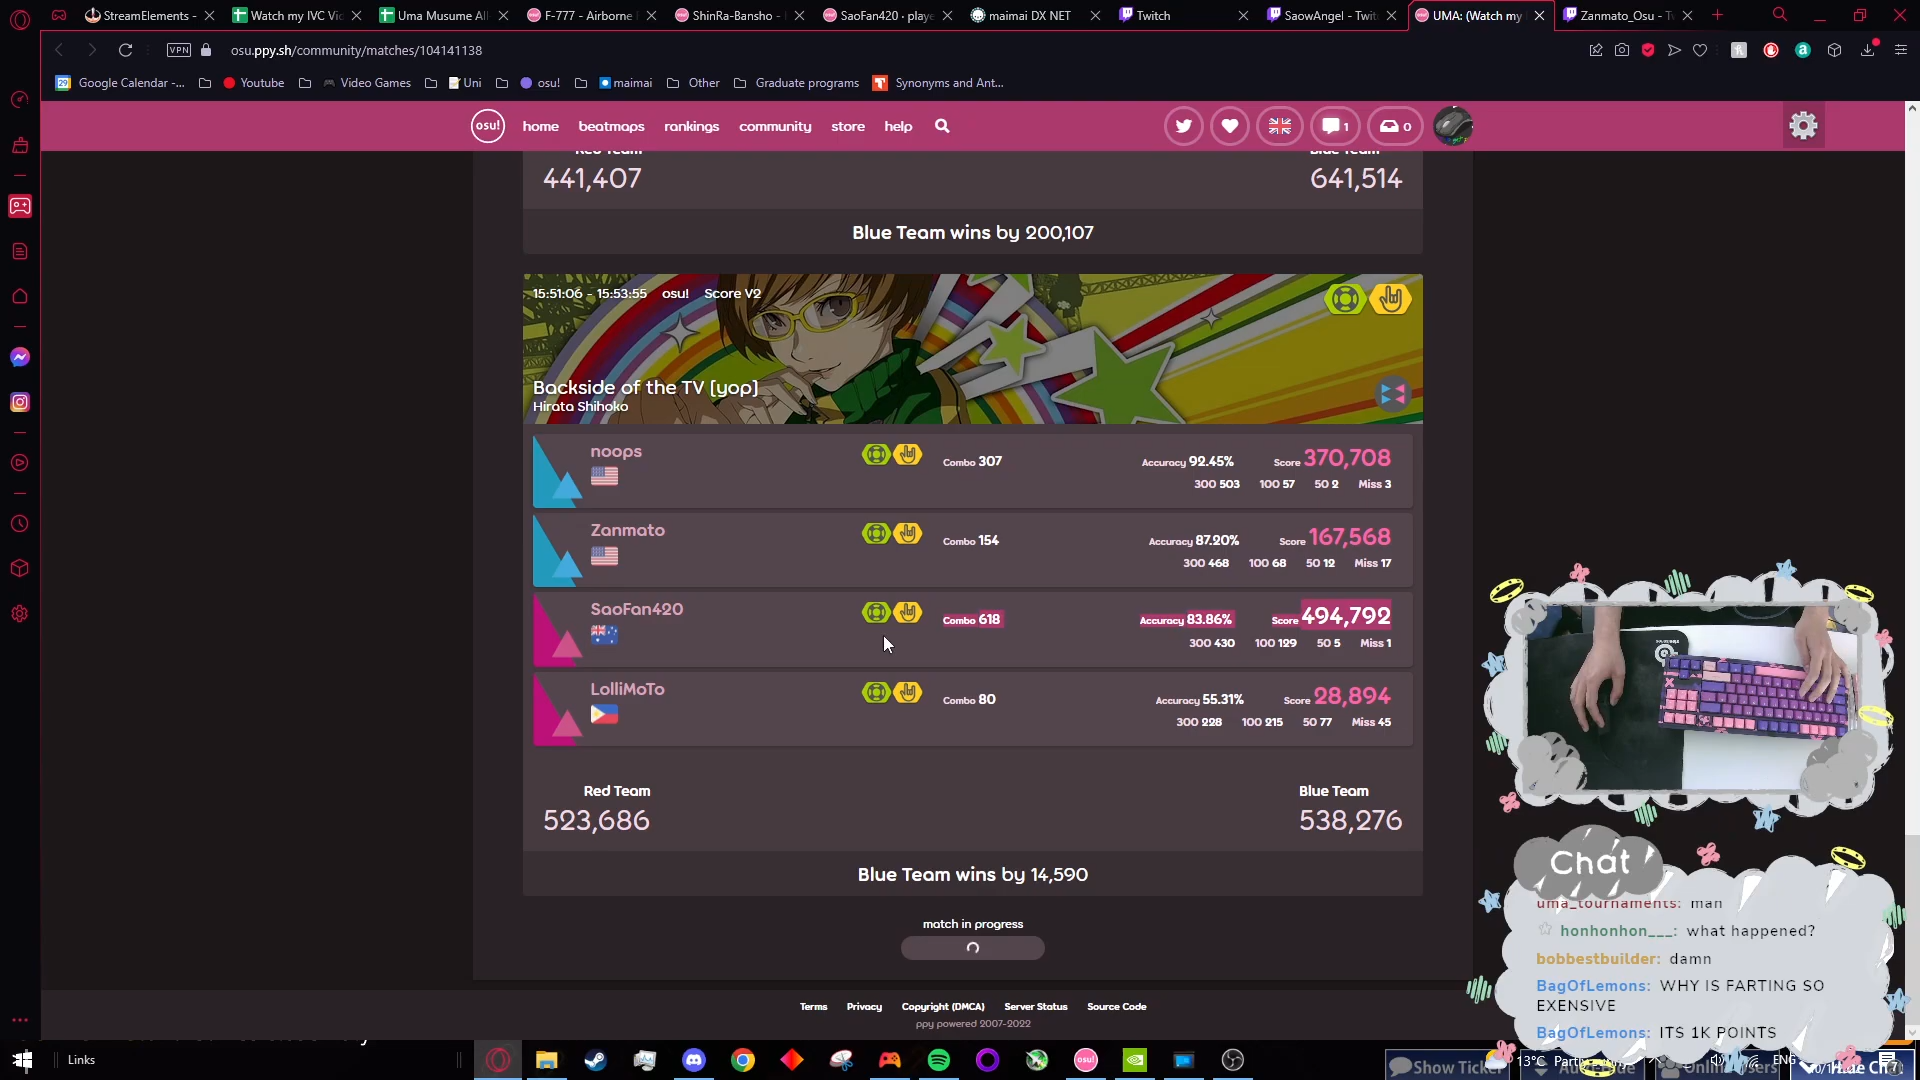 StreamElements -
Watch my IVC Vi
Uma Musume All
F-777 - Airborne
ShinRa-Bansho -
SaoFan420 · playe
maimai DX NET
Twitch
SaowAngel - Twit
UMA: (Watch my
Zanmato_Osu - Tw
VPN
osu.ppy.sh/community/matches/104141138
Google Calendar -...
Youtube
Video Games
Uni
osu!
maimai
Other
Graduate programs
Synonyms and Ant...
osu!
home
beatmaps
rankings
community
store
help
1
0
Red Team
Blue Team
441,407
641,514
Blue Team wins by 200,107
15:51:06 - 15:53:55 osu! Score V2
Backside of the TV [yop]
Hirata Shihoko
noops
Combo 307
Accuracy 92.45%
Score 370,708
300 503 100 57 50 2 Miss 3
Zanmato
Combo 154
Accuracy 87.20%
Score 167,568
300 468 100 68 50 12 Miss 17
SaoFan420
Combo 618
Accuracy 83.86%
Score 494,792
300 430 100 129 50 5 Miss 1
LolliMoTo
Combo 80
Accuracy 55.31%
Score 28,894
300 228 100 215 50 77 Miss 45
Red Team
Blue Team
523,686
538,276
Blue Team wins by 14,590
match in progress
Terms Privacy Copyright (DMCA) Server Status Source Code
ppy powered 2007-2022
Chat
uma_tournaments: man
honhonhon___: what happened?
bobbestbuilder: damn
BagOfLemons: WHY IS FARTING SO
EXENSIVE
BagOfLemons: ITS 1K POINTS
Links
Show Ticker
13°C
ENG